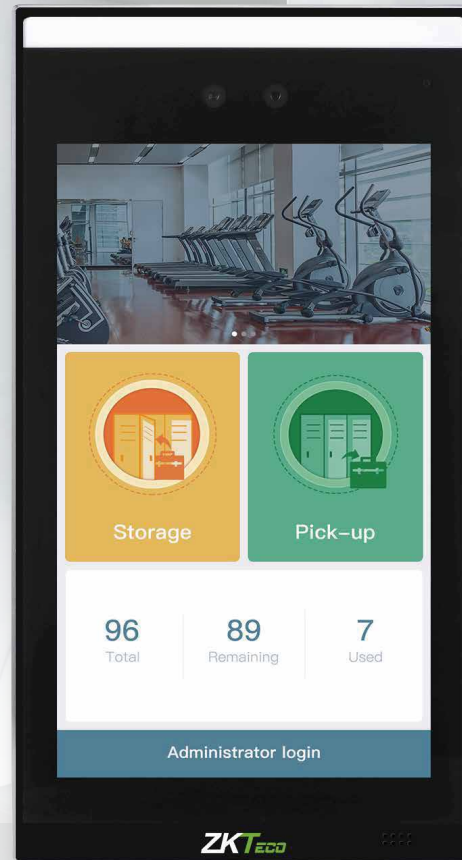 Storage
Pick-up
96
89
7
Total
Remaining
Used
Administrator login
ZKTeco